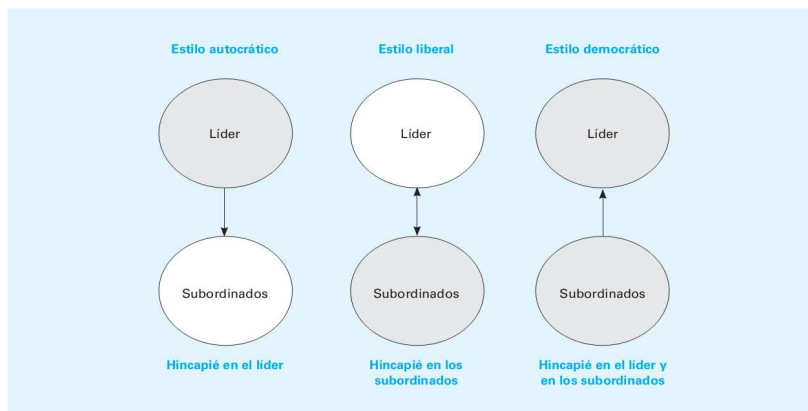 Estilo autocrático
Estilo liberal
Estilo democrático
Líder
Líder
Líder
Subordinados
Subordinados
Subordinados
Hincapié en el líder
Hincapié en los
subordinados
Hincapié en el líder y
en los subordinados